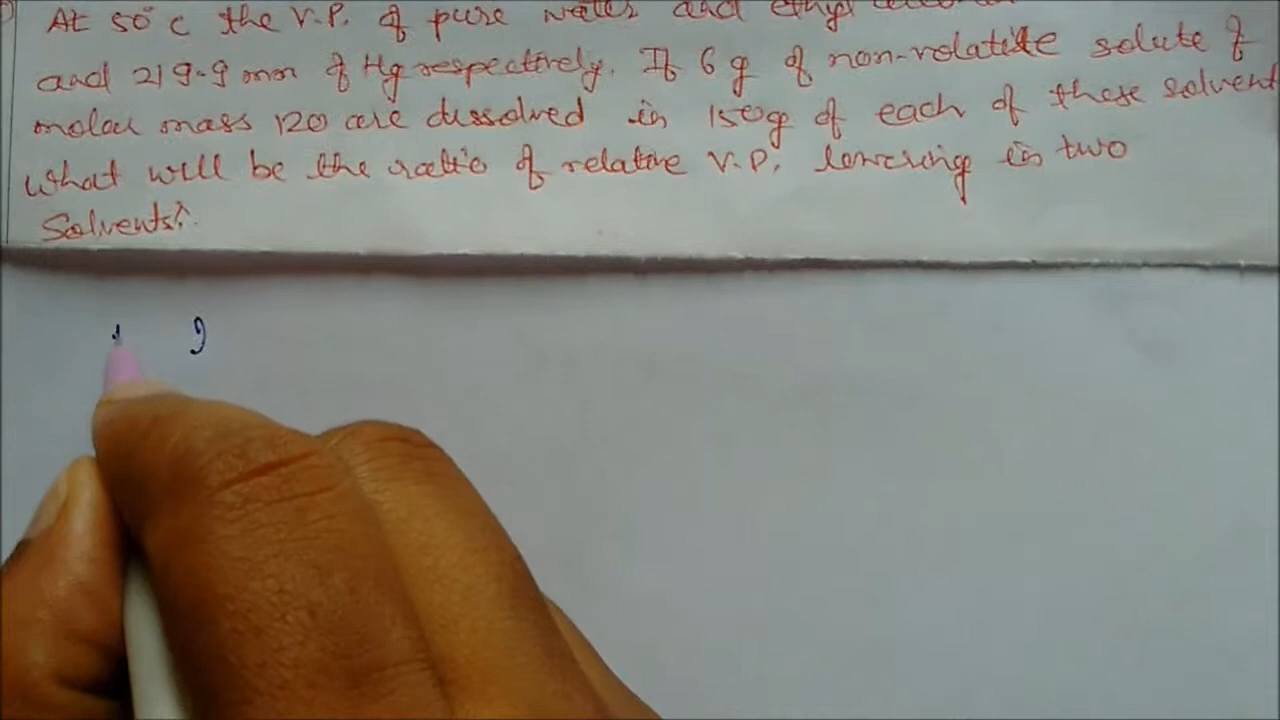 At 50°C the V.P. of pure water and ethyl
and 219.9 mm of Hg respectively. If 6 g of non-volatile solute of
molar mass 120 are dissolved in 150g of each of these solvent
What will be the ratio of relative V.P. lowering in two
Solvents?